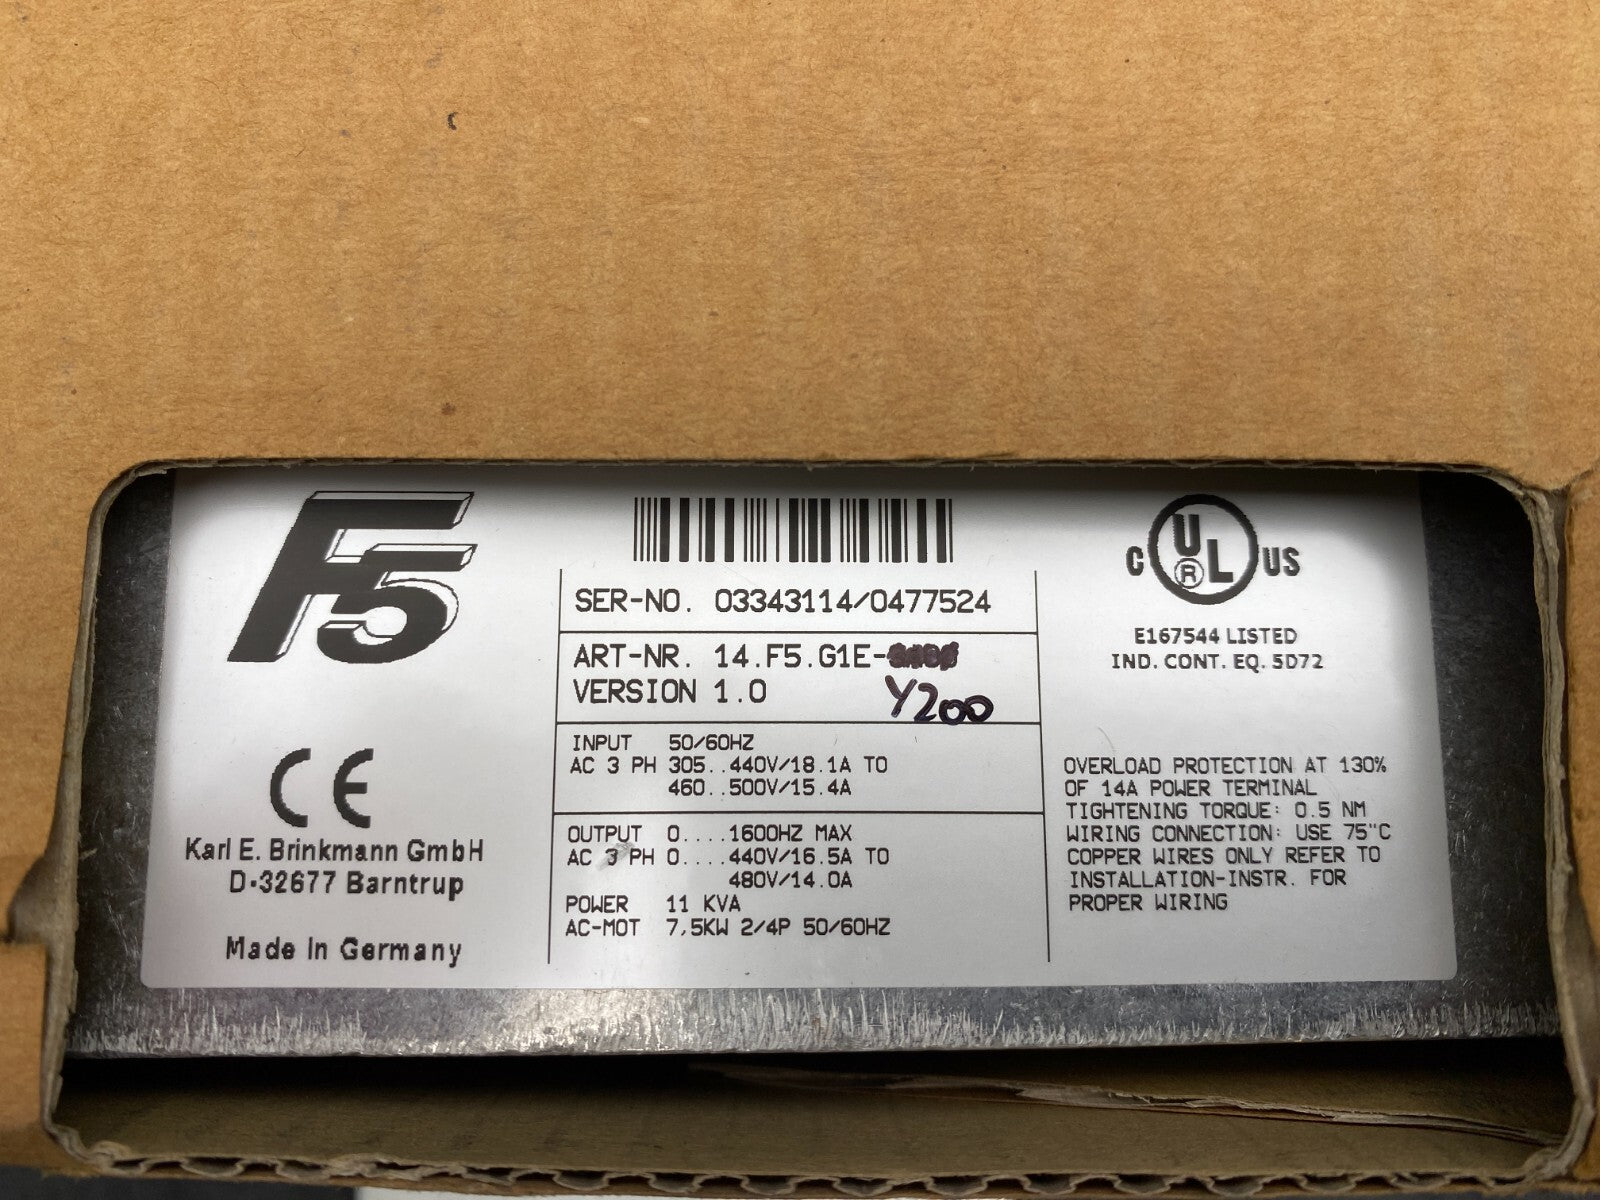 F5
SER-NO. 03343114/0477524
ART-NR. 14.F5.G1E-
Y200
VERSION 1.0
INPUT 50/60HZ
AC 3 PH 305..440V/18.1A TO
460..500V/15.4A
OUTPUT 0....1600HZ MAX
AC 3 PH 0....440V/16.5A TO
480V/14.0A
POWER 11 KVA
AC-MOT 7,5KW 2/4P 50/60HZ
CE
Karl E. Brinkmann GmbH
D-32677 Barntrup
Made In Germany
C UL US
®
E167544 LISTED
IND. CONT. EQ. 5D72
OVERLOAD PROTECTION AT 130%
OF 14A POWER TERMINAL
TIGHTENING TORQUE: 0.5 NM
WIRING CONNECTION: USE 75"C
COPPER WIRES ONLY REFER TO
INSTALLATION-INSTR. FOR
PROPER WIRING